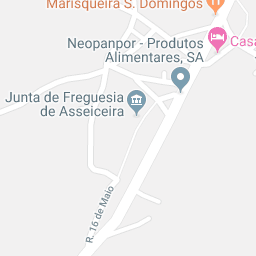 Marisqueira S. Domingos
Neopanpor - Produtos
Alimentares, SA
Casa
Junta de Freguesia
de Asseiceira
R. 16 de Maio